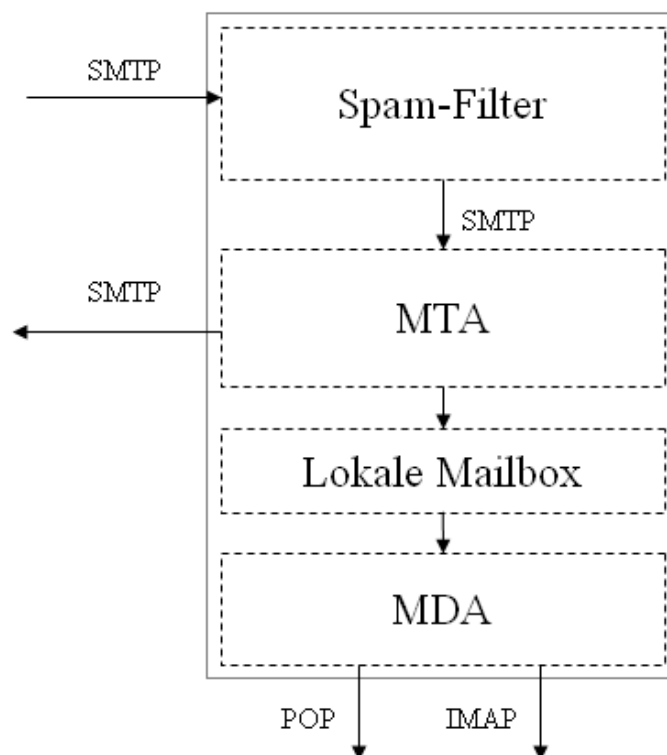 SMTP
Spam-Filter
SMTP
SMTP
MTA
Lokale Mailbox
MDA
POP IMAP